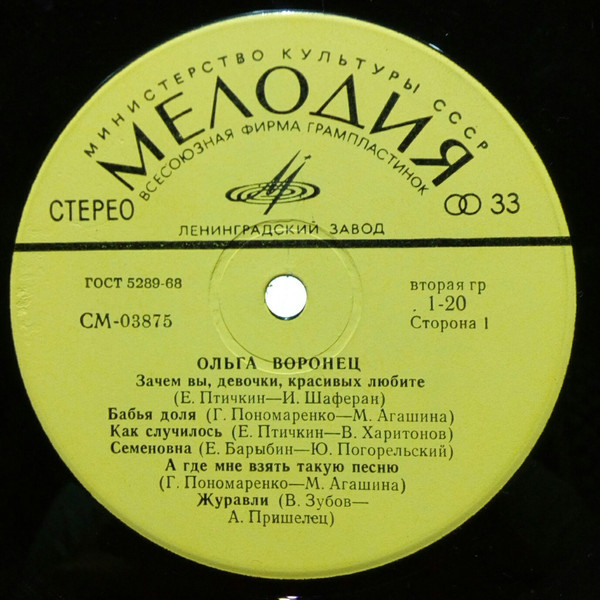 МИНИСТЕРСТВО КУЛЬТУРЫ СССР
МЕЛОДИЯ
ВСЕСОЮЗНАЯ ФИРМА ГРАМПЛАСТИНОК
СТЕРЕО
33
ЛЕНИНГРАДСКИЙ ЗАВОД
ГОСТ 5289-68
вторая гр
1-20
СМ-03875
Сторона 1
ОЛЬГА ВОРОНЕЦ
Зачем вы, девочки, красивых любите
(Е. Птичкин—И. Шаферан)
Бабья доля (Г. Пономаренко—М. Агашина)
Как случилось (Е. Птичкин—В. Харитонов)
Семеновна (Е. Барыбин—Ю. Погорельский)
А где мне взять такую песню
(Г. Пономаренко—М. Агашина)
Журавли (В. Зубов—
А. Пришелец)